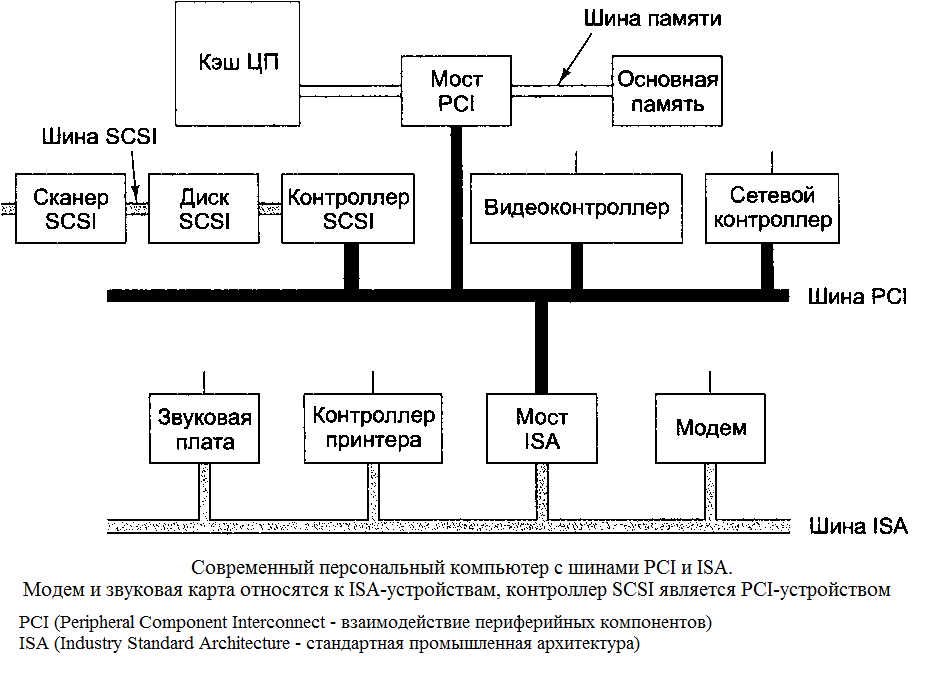 Шина памяти
Кэш ЦП
Мост
PCI
Основная
память
Шина SCSI
Сканер
SCSI
Диск
SCSI
Контроллер
SCSI
Видеоконтроллер
Сетевой
контроллер
Шина PCI
Звуковая
плата
Контроллер
принтера
Мост
ISA
Модем
Шина ISA
Современный персональный компьютер с шинами PCI и ISA.
Модем и звуковая карта относятся к ISA-устройствам, контроллер SCSI является PCI-устройством
PCI (Peripheral Component Interconnect - взаимодействие периферийных компонентов)
ISA (Industry Standard Architecture - стандартная промышленная архитектура)